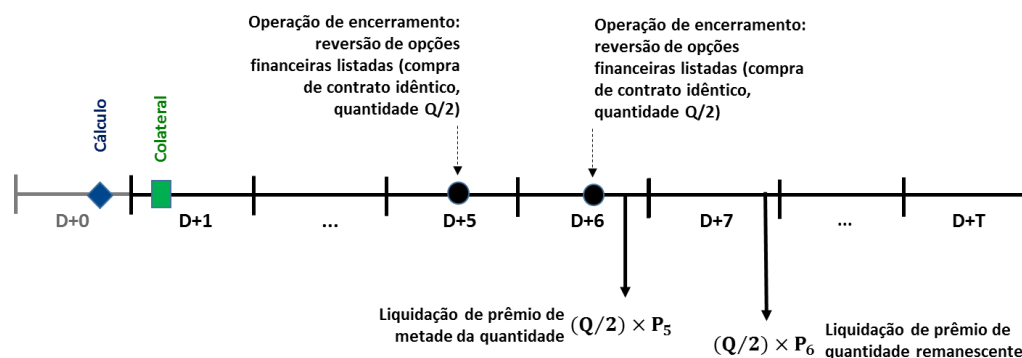 Operação de encerramento:
reversão de opções
financeiras listadas (compra
de contrato idêntico,
quantidade Q/2)
Operação de encerramento:
reversão de opções
financeiras listadas (compra
de contrato idêntico,
quantidade Q/2)
Cálculo
Colateral
D+0
D+1
...
D+5
D+6
D+7
...
D+T
Liquidação de prêmio de
metade da quantidade
(Q/2) × P₅
(Q/2) × P₆
Liquidação de prêmio de
quantidade remanescente